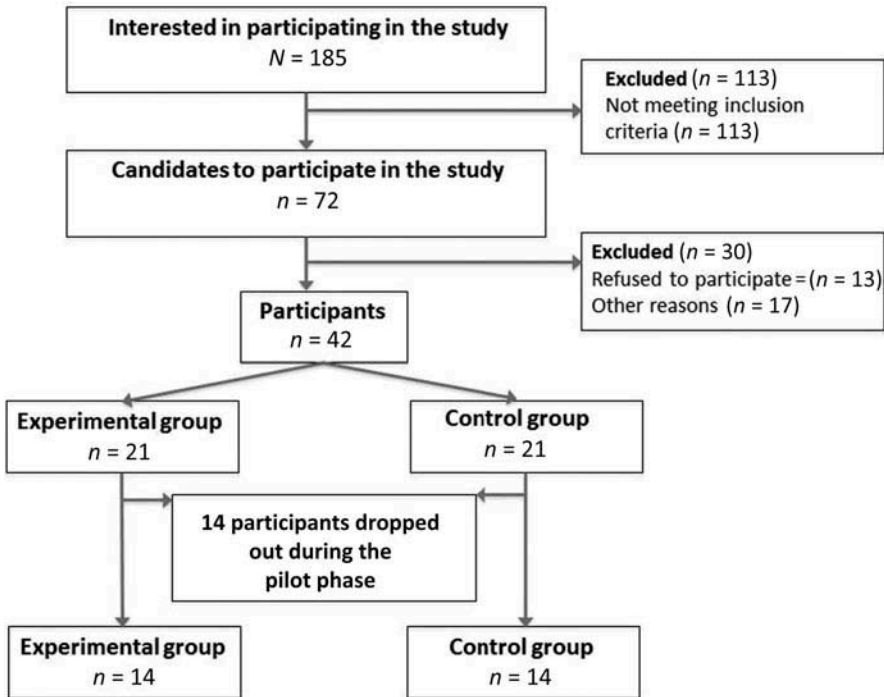 Interested in participating in the study
N = 185
Excluded (n = 113)
Not meeting inclusion
criteria (n = 113)
Candidates to participate in the study
n = 72
Excluded (n = 30)
Refused to participate = (n = 13)
Other reasons (n = 17)
Participants
n = 42
Experimental group
n = 21
Control group
n = 21
14 participants dropped
out during the
pilot phase
Experimental group
n = 14
Control group
n = 14